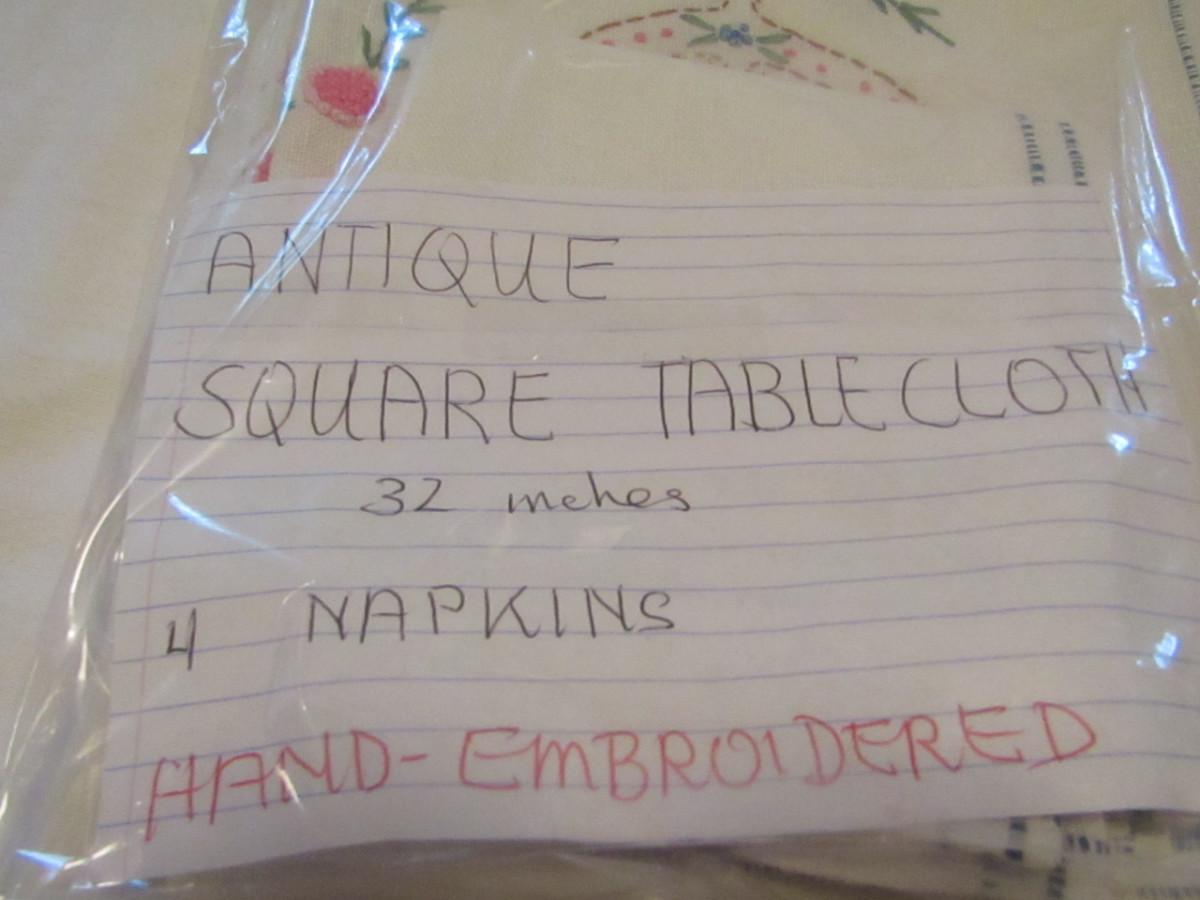 ANTIQUE
SQUARE TABLECLOTH
32 inches
4 NAPKINS
HAND-EMBROIDERED